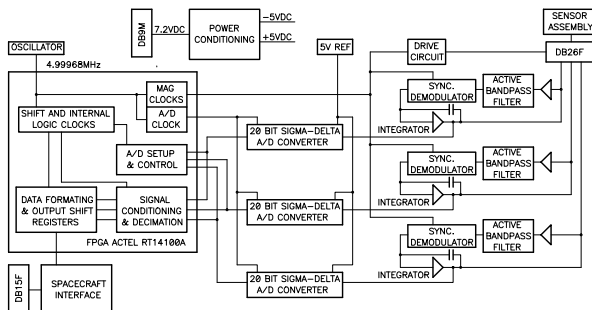 DB9M
7.2VDC
POWER
CONDITIONING
-5VDC
+5VDC
SENSOR
ASSEMBLY
OSCILLATOR
5V REF
DRIVE
CIRCUIT
DB26F
4.99968MHz
MAG
CLOCKS
A/D
CLOCK
SHIFT AND INTERNAL
LOGIC CLOCKS
A/D SETUP
& CONTROL
DATA FORMATING
& OUTPUT SHIFT
REGISTERS
SIGNAL
CONDITIONING
& DECIMATION
FPGA ACTEL RT14100A
DB15F
SPACECRAFT
INTERFACE
20 BIT SIGMA-DELTA
A/D CONVERTER
20 BIT SIGMA-DELTA
A/D CONVERTER
20 BIT SIGMA-DELTA
A/D CONVERTER
SYNC.
DEMODULATOR
ACTIVE
BANDPASS
FILTER
INTEGRATOR
SYNC.
DEMODULATOR
ACTIVE
BANDPASS
FILTER
INTEGRATOR
SYNC.
DEMODULATOR
ACTIVE
BANDPASS
FILTER
INTEGRATOR